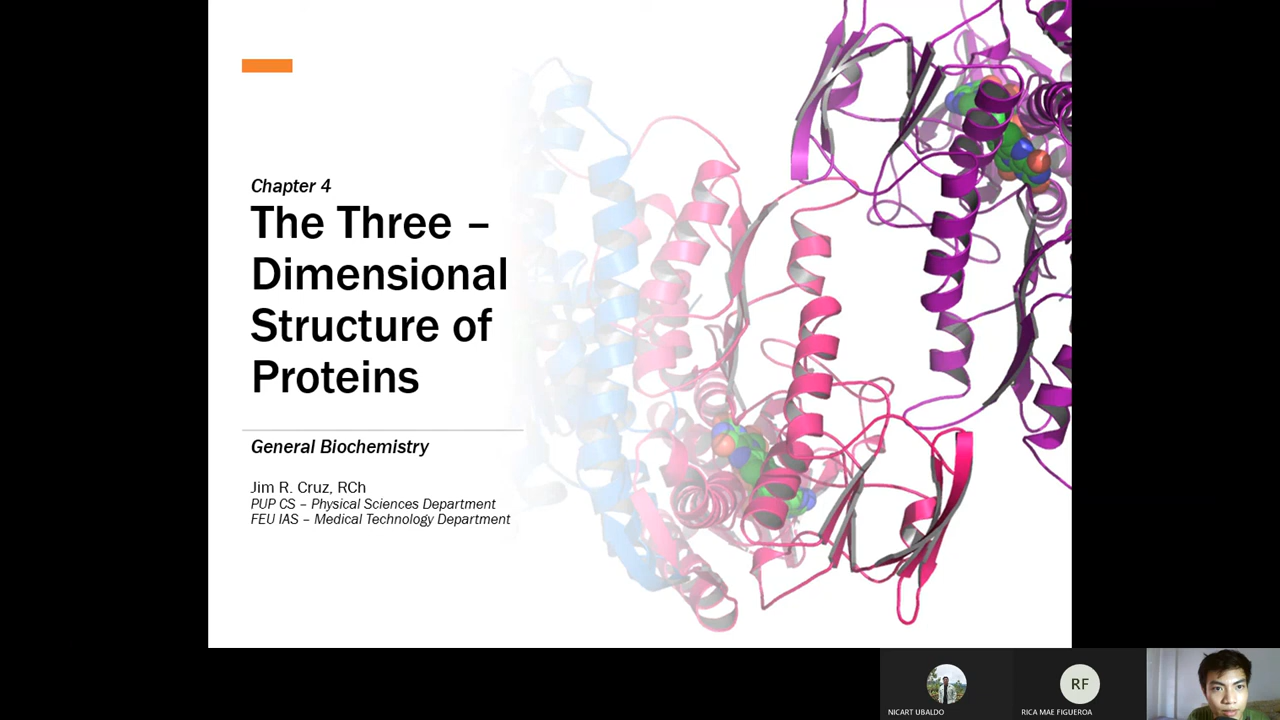 Chapter 4
The Three –
Dimensional
Structure of
Proteins
General Biochemistry
Jim R. Cruz, RCh
PUP CS – Physical Sciences Department
FEU IAS – Medical Technology Department
RF
NICART UBALDO
RICA MAE FIGUEROA